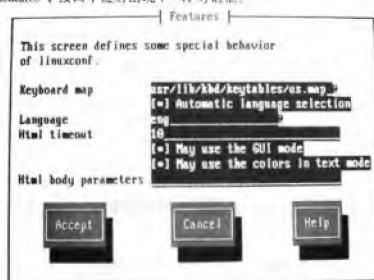 Features
This screen defines some special behavior
of linuxconf.
Keyboard map usr/lib/kbd/keytables/us.map
[*] Automatic language selection
Language eng
Html timeout 10
[*] May use the GUI mode
[*] May use the colors in text mode
Html body parameters
Accept Cancel Help